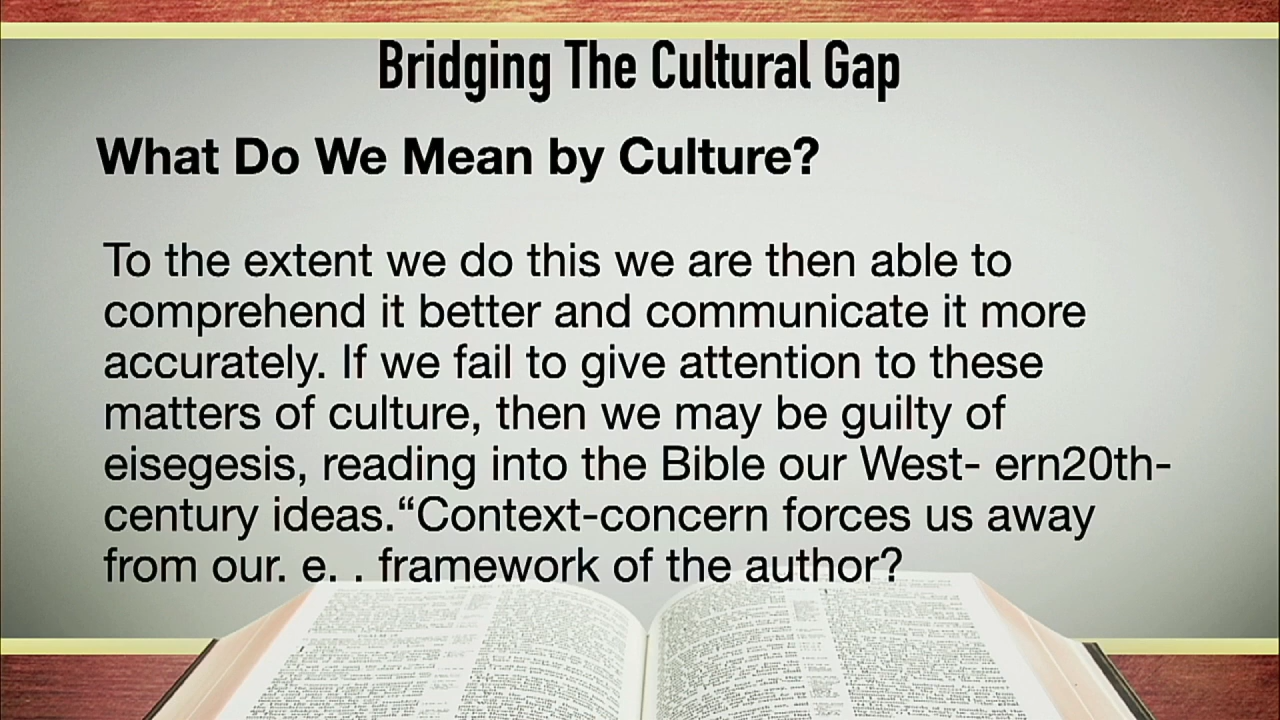 Bridging The Cultural Gap
What Do We Mean by Culture?
To the extent we do this we are then able to
comprehend it better and communicate it more
accurately. If we fail to give attention to these
matters of culture, then we may be guilty of
eisegesis, reading into the Bible our West- ern20th-
century ideas.“Context-concern forces us away
from our. e. . framework of the author?